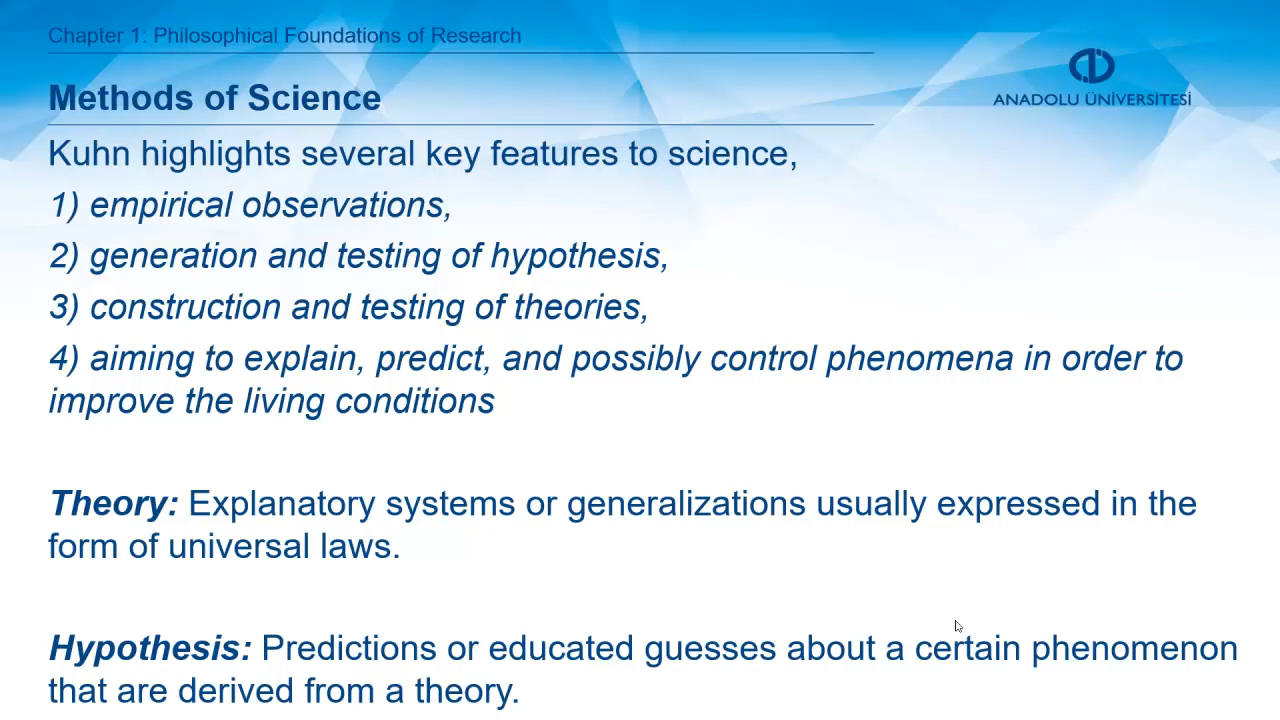 Chapter 1: Philosophical Foundations of Research
ANADOLU ÜNİVERSİTESİ
Methods of Science
Kuhn highlights several key features to science,
1) empirical observations,
2) generation and testing of hypothesis,
3) construction and testing of theories,
4) aiming to explain, predict, and possibly control phenomena in order to
improve the living conditions
Theory: Explanatory systems or generalizations usually expressed in the
form of universal laws.
Hypothesis: Predictions or educated guesses about a certain phenomenon
that are derived from a theory.